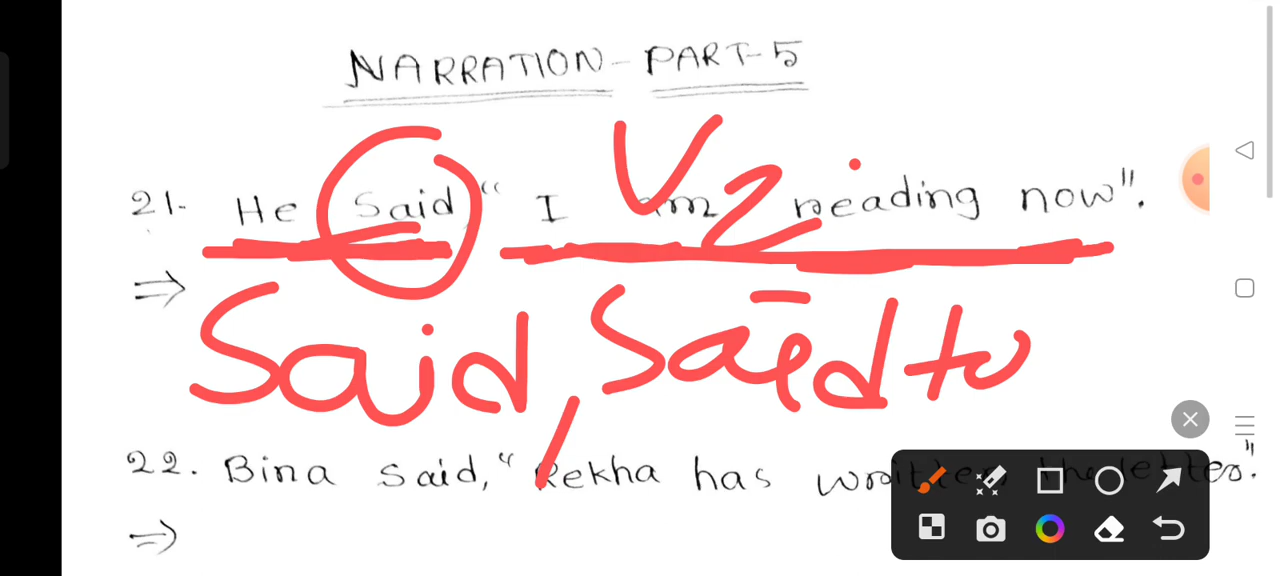 NARRATION - PART-5
V2
21. He Said, " I am reading now".
⇒
Said, Said to
22. Bina said, " Rekha has written the letter."
⇒